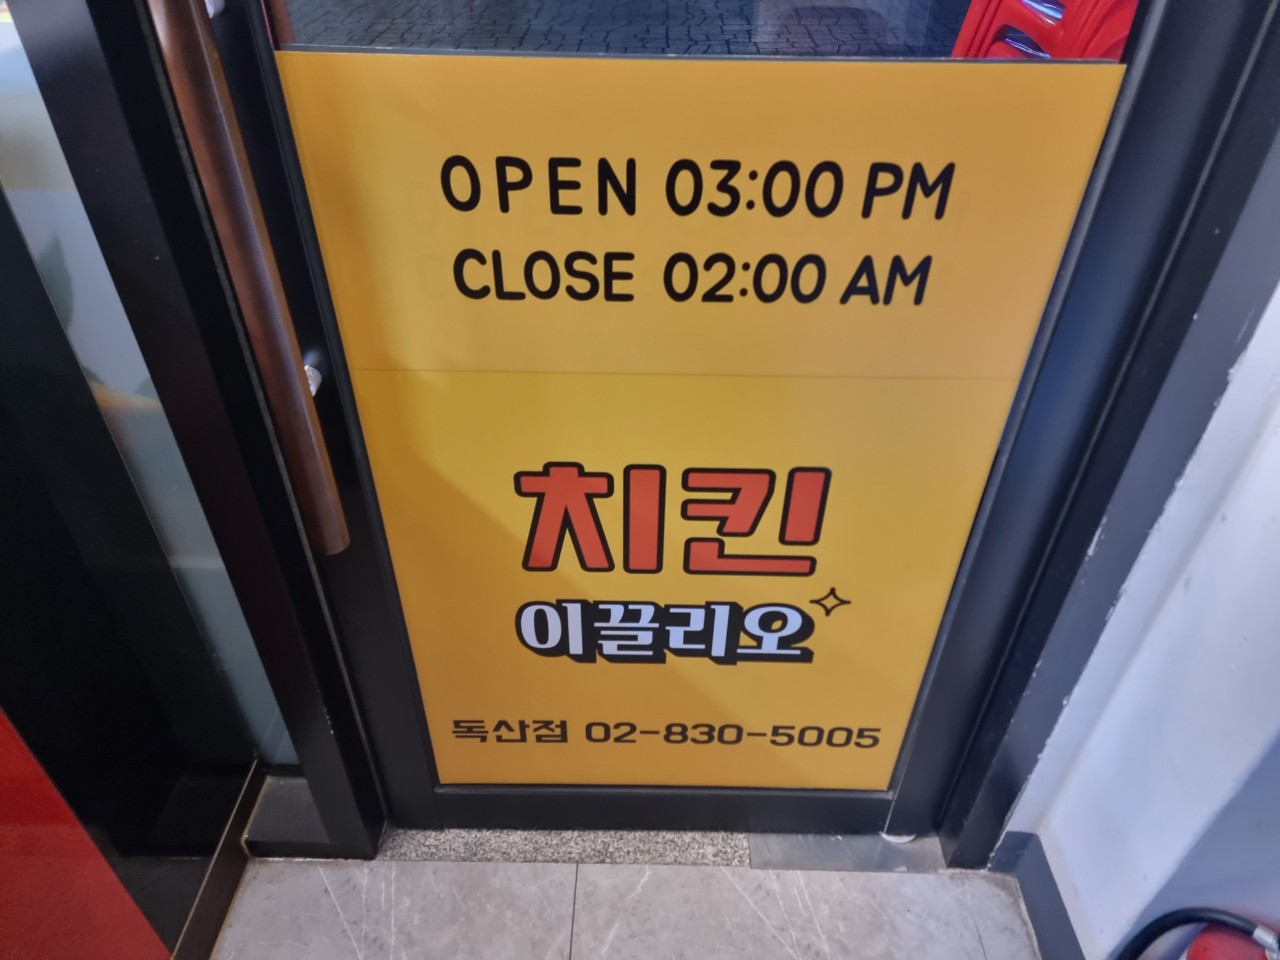 OPEN 03:00 PM
CLOSE 02:00 AM
치킨
이끌리오
독산점 02-830-5005